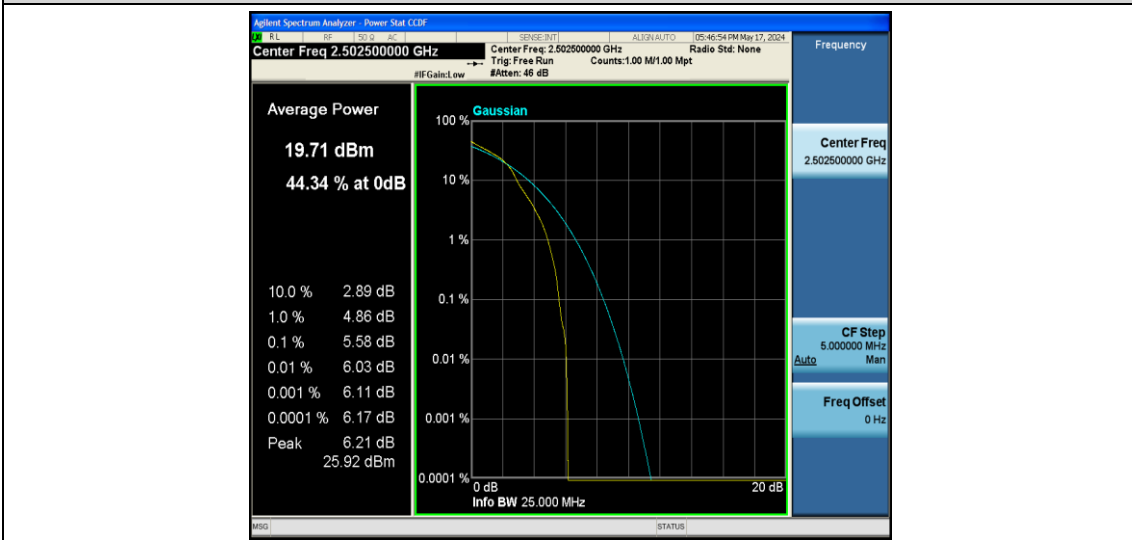 Agilent Spectrum Analyzer - Power Stat CCDF
RL RF 50 Ω AC SENSE:INT ALIGN AUTO 05:46:54 PM May 17, 2024
Center Freq 2.502500000 GHz
Center Freq: 2.502500000 GHz Radio Std: None
Trig: Free Run Counts:1.00 M/1.00 Mpt
#IFGain:Low #Atten: 46 dB
Frequency
Average Power
19.71 dBm
44.34 % at 0dB
10.0 % 2.89 dB
1.0 % 4.86 dB
0.1 % 5.58 dB
0.01 % 6.03 dB
0.001 % 6.11 dB
0.0001 % 6.17 dB
Peak 6.21 dB
25.92 dBm
Gaussian
100 %
10 %
1 %
0.1 %
0.01 %
0.001 %
0.0001 %
0 dB 20 dB
Info BW 25.000 MHz
Center Freq
2.502500000 GHz
CF Step
5.000000 MHz
Auto Man
Freq Offset
0 Hz
MSG STATUS